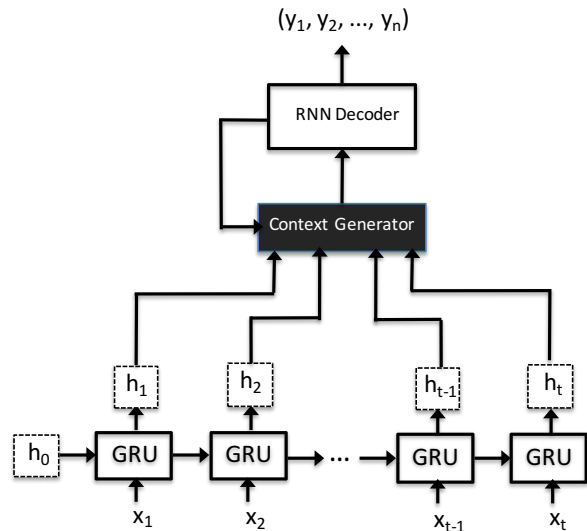 (y₁, y₂, ..., yₙ)
RNN Decoder
Context Generator
h₁ h₂ hₜ₋₁ hₜ
h₀ GRU GRU ... GRU GRU
x₁ x₂ xₜ₋₁ xₜ